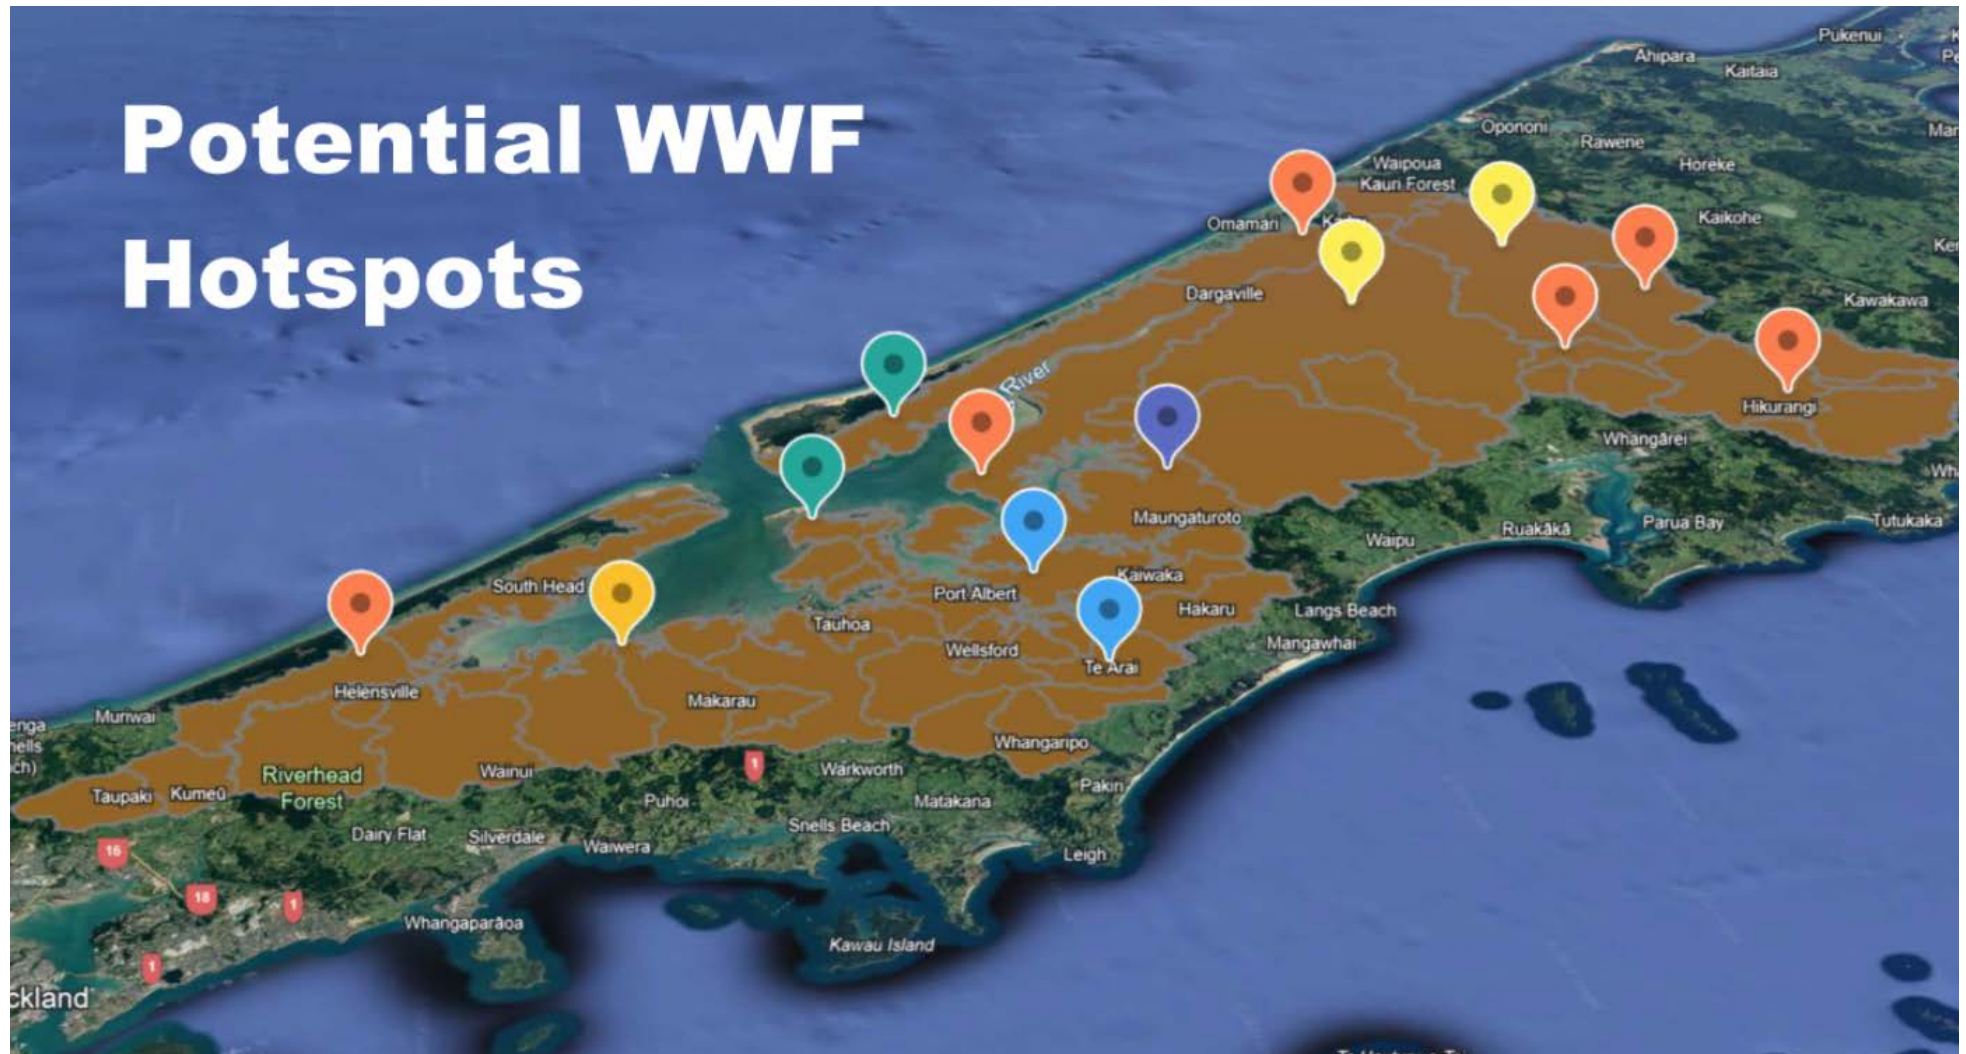 Potential WWF
Hotspots
Pukenui
Ahipara
Kaitaia
Opononi
Rawene
Horeke
Waipoua
Kauri Forest
Kaikohe
Omamari
Dargaville
Kawakawa
River
Hikurangi
Whangārei
Maungaturoto
Waipu
Ruakākā
Parua Bay
Tutukaka
South Head
Port Albert
Kaiwaka
Hakaru
Langs Beach
Tauhoa
Wellsford
Mangawhai
Te Arai
Helensville
Makarau
Muriwai
Whangaripo
Riverhead
Forest
Wainui
Warkworth
Taupaki
Kumeū
Puhoi
Matakana
Pakiri
Dairy Flat
Silverdale
Snells Beach
Waiwera
Leigh
1
16
18
1
Whangaparāoa
Kawau Island
1
ckland